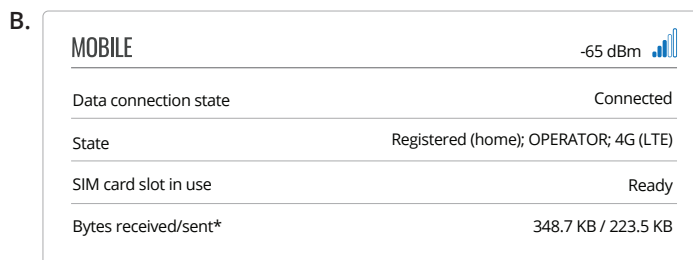 B.
MOBILE -65 dBm
Data connection state Connected
State Registered (home); OPERATOR; 4G (LTE)
SIM card slot in use Ready
Bytes received/sent* 348.7 KB / 223.5 KB